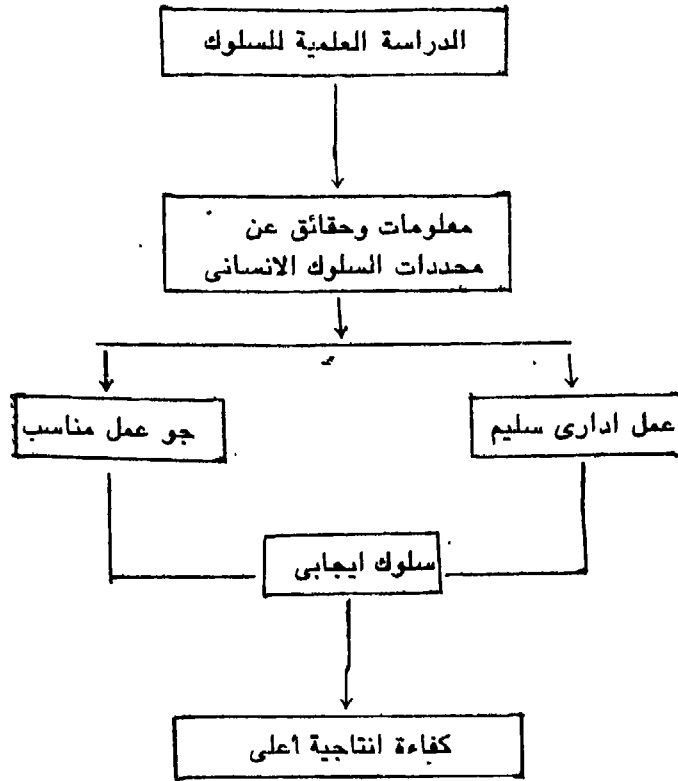 الدراسة العلمية للسلوك
معلومات وحقائق عن
محددات السلوك الانسانى
عمل ادارى سليم
جو عمل مناسب
سلوك ايجابى
كفاءة انتاجية أعلى